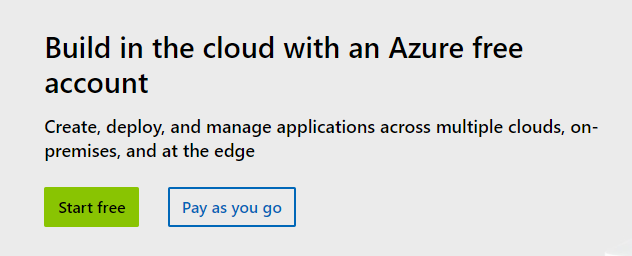 Build in the cloud with an Azure free
account
Create, deploy, and manage applications across multiple clouds, on-
premises, and at the edge
Start free
Pay as you go